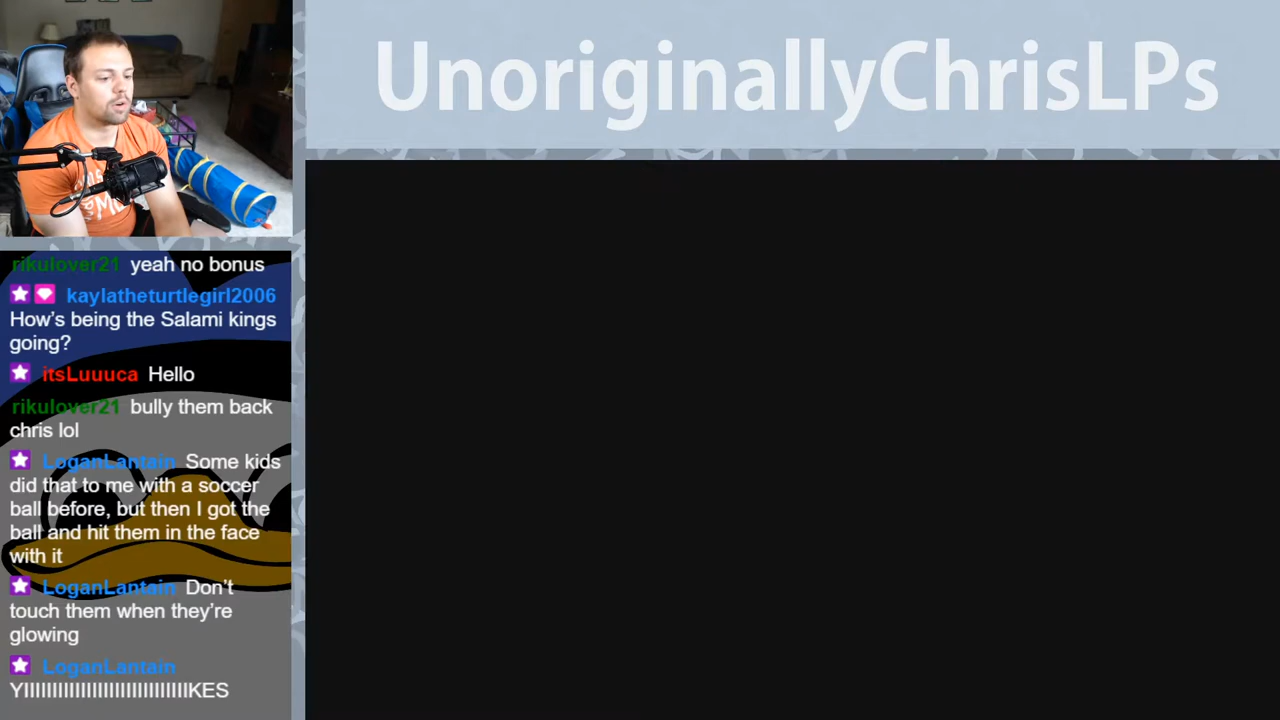 UnoriginallyChrisLPs
rikulover21 yeah no bonus
kaylatheturtlegirl2006
How's being the Salami kings
going?
itsLuuuca Hello
rikulover21 bully them back
chris lol
LoganLantain Some kids
did that to me with a soccer
ball before, but then I got the
ball and hit them in the face
with it
LoganLantain Don't
touch them when they're
glowing
LoganLantain
YIIIIIIIIIIIIIIIIIIIIIIIIIIIIIKES